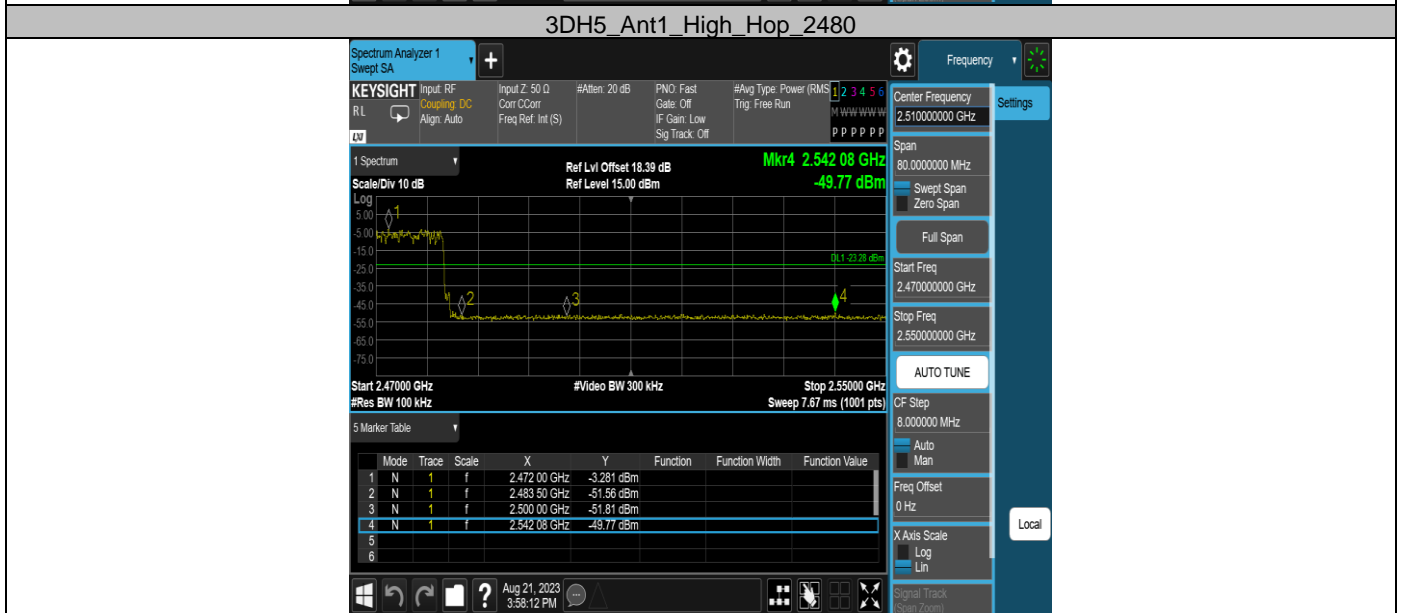 3DH5_Ant1_High_Hop_2480
Spectrum Analyzer 1
Swept SA
Frequency
KEYSIGHT
RL
LXI
Input: RF
Coupling: DC
Align: Auto
Input Z: 50 Ω
Corr CCorr
Freq Ref: Int (S)
#Atten: 20 dB
PNO: Fast
Gate: Off
IF Gain: Low
Sig Track: Off
#Avg Type: Power (RMS
Trig: Free Run
1 2 3 4 5 6
M W W W W W
P P P P P P
1 Spectrum
Scale/Div 10 dB
Ref Lvl Offset 18.39 dB
Ref Level 15.00 dBm
Mkr4 2.542 08 GHz
-49.77 dBm
Log
5.00
-5.00
-15.0
-25.0
-35.0
-45.0
-55.0
-65.0
-75.0
1
2
3
4
DL1 -23.28 dBm
Start 2.47000 GHz
#Video BW 300 kHz
Stop 2.55000 GHz
#Res BW 100 kHz
Sweep 7.67 ms (1001 pts)
5 Marker Table
Mode Trace Scale X Y Function Function Width Function Value
1 N 1 f 2.472 00 GHz -3.281 dBm
2 N 1 f 2.483 50 GHz -51.56 dBm
3 N 1 f 2.500 00 GHz -51.81 dBm
4 N 1 f 2.542 08 GHz -49.77 dBm
5
6
Aug 21, 2023
3:58:12 PM
?
Settings
Center Frequency
2.510000000 GHz
Span
80.0000000 MHz
Swept Span
Zero Span
Full Span
Start Freq
2.470000000 GHz
Stop Freq
2.550000000 GHz
AUTO TUNE
CF Step
8.000000 MHz
Auto
Man
Freq Offset
0 Hz
X Axis Scale
Log
Lin
Signal Track
(Span Zoom)
Local